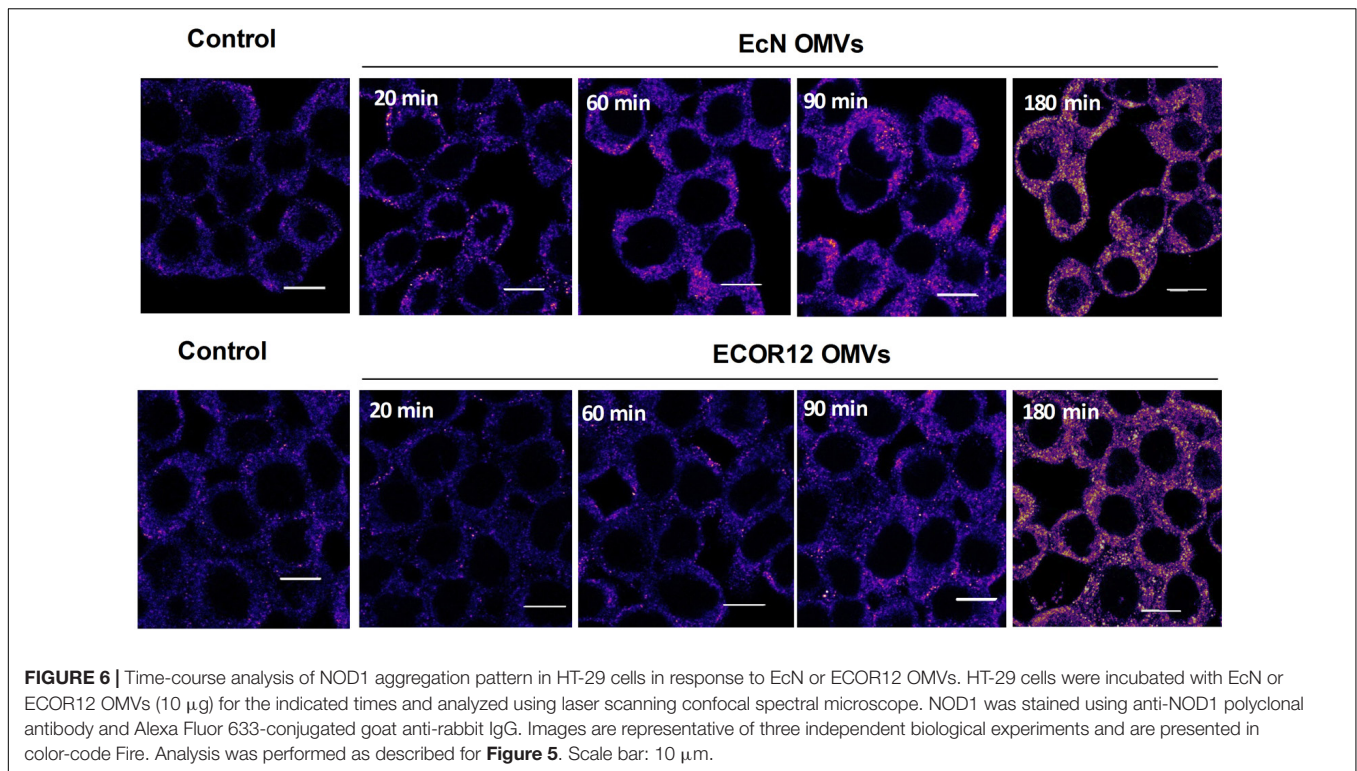 Control
EcN OMVs
20 min
60 min
90 min
180 min
Control
ECOR12 OMVs
20 min
60 min
90 min
180 min
FIGURE 6 | Time-course analysis of NOD1 aggregation pattern in HT-29 cells in response to EcN or ECOR12 OMVs. HT-29 cells were incubated with EcN or
ECOR12 OMVs (10 μg) for the indicated times and analyzed using laser scanning confocal spectral microscope. NOD1 was stained using anti-NOD1 polyclonal
antibody and Alexa Fluor 633-conjugated goat anti-rabbit IgG. Images are representative of three independent biological experiments and are presented in
color-code Fire. Analysis was performed as described for Figure 5. Scale bar: 10 μm.